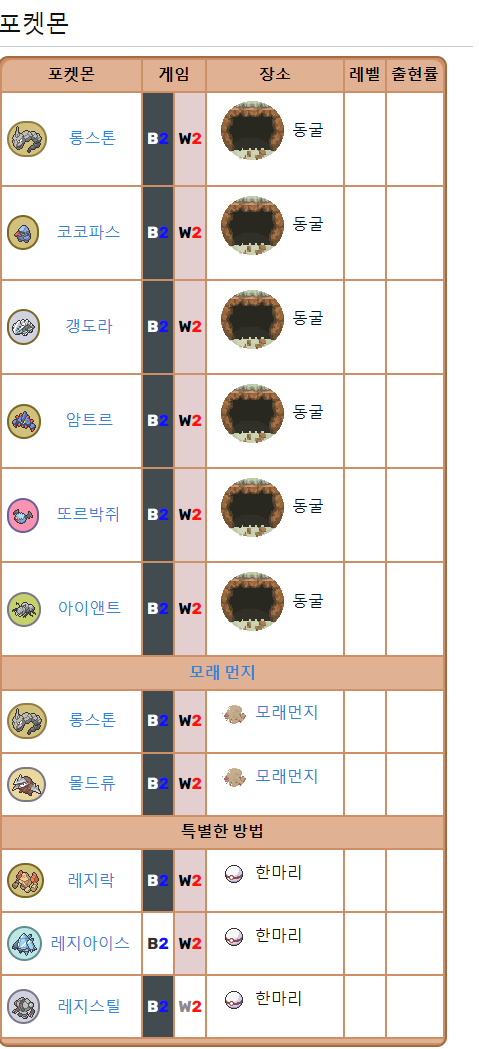 포켓몬
포켓몬 게임 장소 레벨 출현률
롱스톤 B2 W2 동굴
코코파스 B2 W2 동굴
갱도라 B2 W2 동굴
암트르 B2 W2 동굴
또르박쥐 B2 W2 동굴
아이앤트 B2 W2 동굴
모래 먼지
롱스톤 B2 W2 모래먼지
몰드류 B2 W2 모래먼지
특별한 방법
레지락 B2 W2 한마리
레지아이스 B2 W2 한마리
레지스틸 B2 W2 한마리